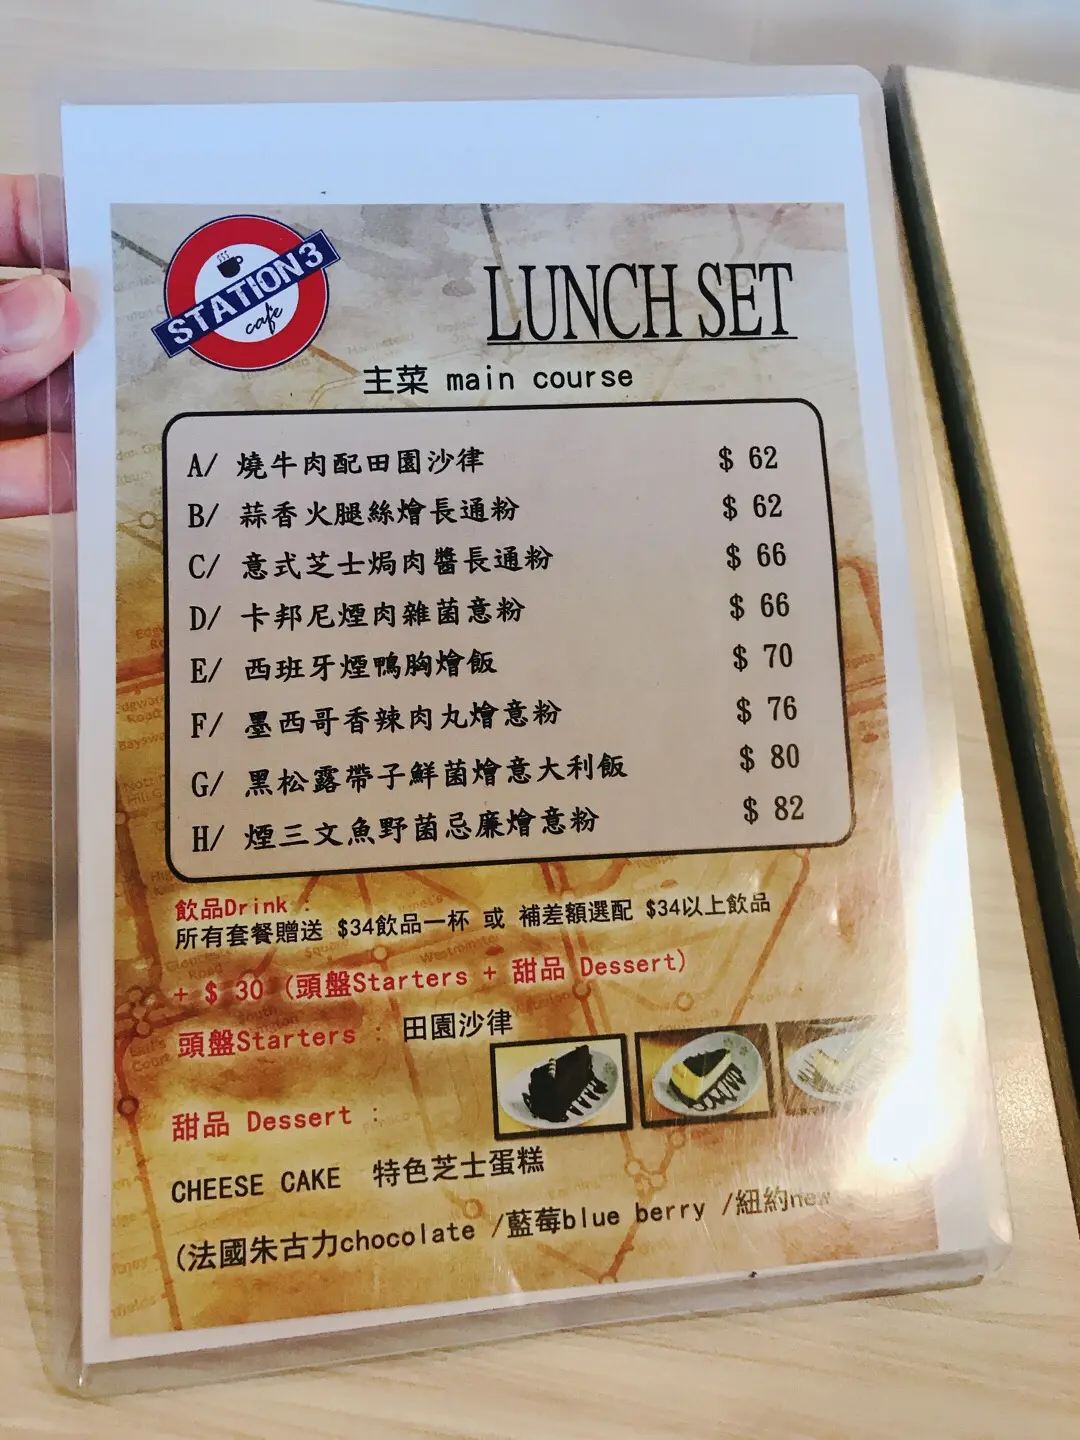 STATION3
cafe
LUNCH SET
主菜 main course
A/ 燒牛肉配田園沙律 $ 62
B/ 蒜香火腿絲燴長通粉 $ 62
C/ 意式芝士焗肉醬長通粉 $ 66
D/ 卡邦尼煙肉雜菌意粉 $ 66
E/ 西班牙煙鴨胸燴飯 $ 70
F/ 墨西哥香辣肉丸燴意粉 $ 76
G/ 黑松露帶子鮮菌燴意大利飯 $ 80
H/ 煙三文魚野菌忌廉燴意粉 $ 82
飲品Drink :
所有套餐贈送 $34飲品一杯 或 補差額選配 $34以上飲品
+ $ 30 (頭盤Starters + 甜品 Dessert)
頭盤Starters : 田園沙律
甜品 Dessert :
CHEESE CAKE 特色芝士蛋糕
(法國朱古力chocolate /藍莓blue berry /紐約new